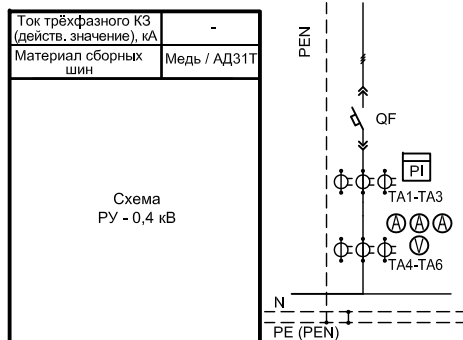 Ток трёхфазного КЗ
(действ. значение), кА
-
Материал сборных
шин
Медь / АД31Т
Схема
РУ - 0,4 кВ
PEN
QF
PI
TA1-TA3
A A A
V
TA4-TA6
N
PE (PEN)